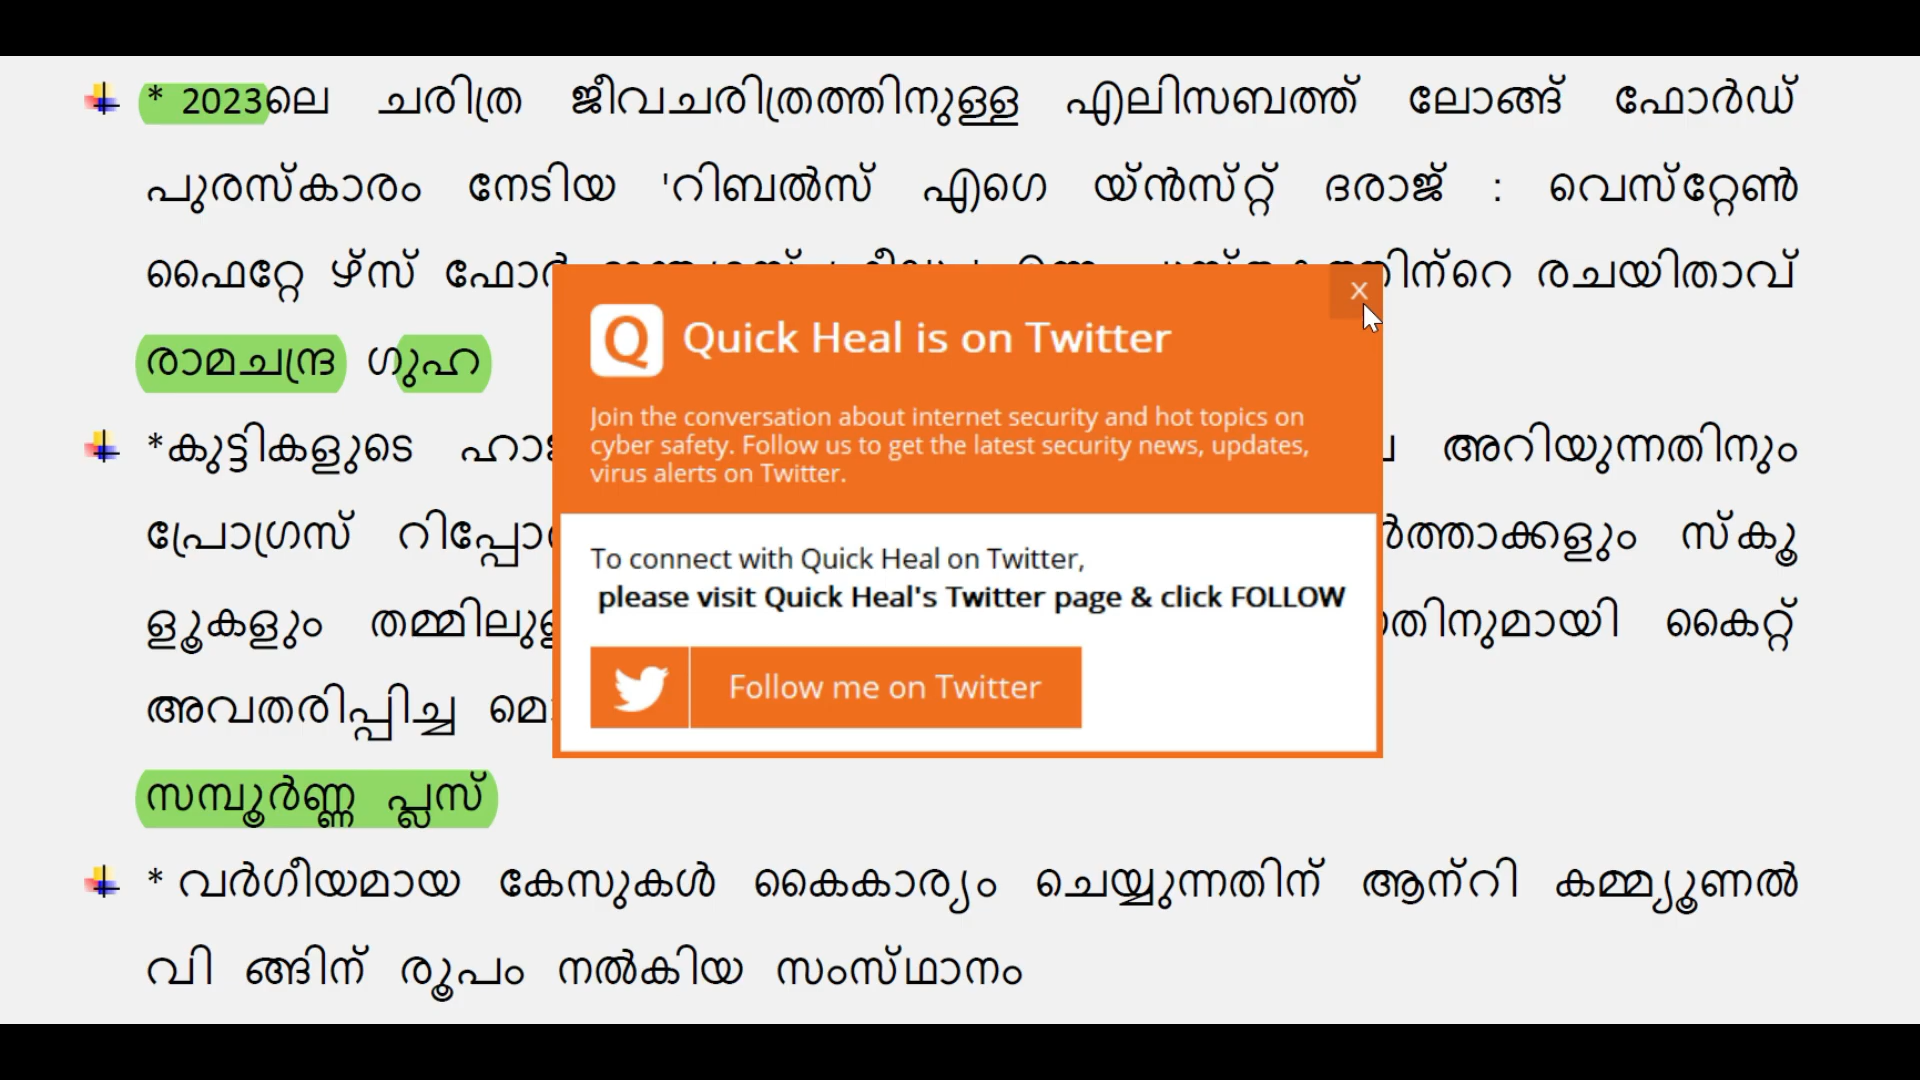 * 2023ലെ ചരിത്ര ജീവചരിത്രത്തിനുള്ള എലിസബത്ത് ലോങ്ങ് ഫോർഡ്
പുരസ്കാരം നേടിയ 'റിബൽസ് എഗെ യ്ൻസ്റ്റ് ദരാജ് : വെസ്റ്റേൺ
ഫൈറ്റേ ഴ്സ് ഫോർ രചയിതാവ്
രാമചന്ദ്ര ഗുഹ
*കുട്ടികളുടെ അറിയുന്നതിനും
പ്രോഗ്രസ് സ്കൂ
ളൂകളും കൈറ്റ്
അവതരിപ്പിച്ച
സമ്പൂർണ്ണ പ്ലസ്
* വർഗീയമായ കേസുകൾ കൈകാര്യം ചെയ്യുന്നതിന് ആന്റി കമ്മ്യൂണൽ
വി ങ്ങിന് രൂപം നൽകിയ സംസ്ഥാനം
x
Q Quick Heal is on Twitter
Join the conversation about internet security and hot topics on
cyber safety. Follow us to get the latest security news, updates,
virus alerts on Twitter.
To connect with Quick Heal on Twitter,
please visit Quick Heal's Twitter page & click FOLLOW
Follow me on Twitter